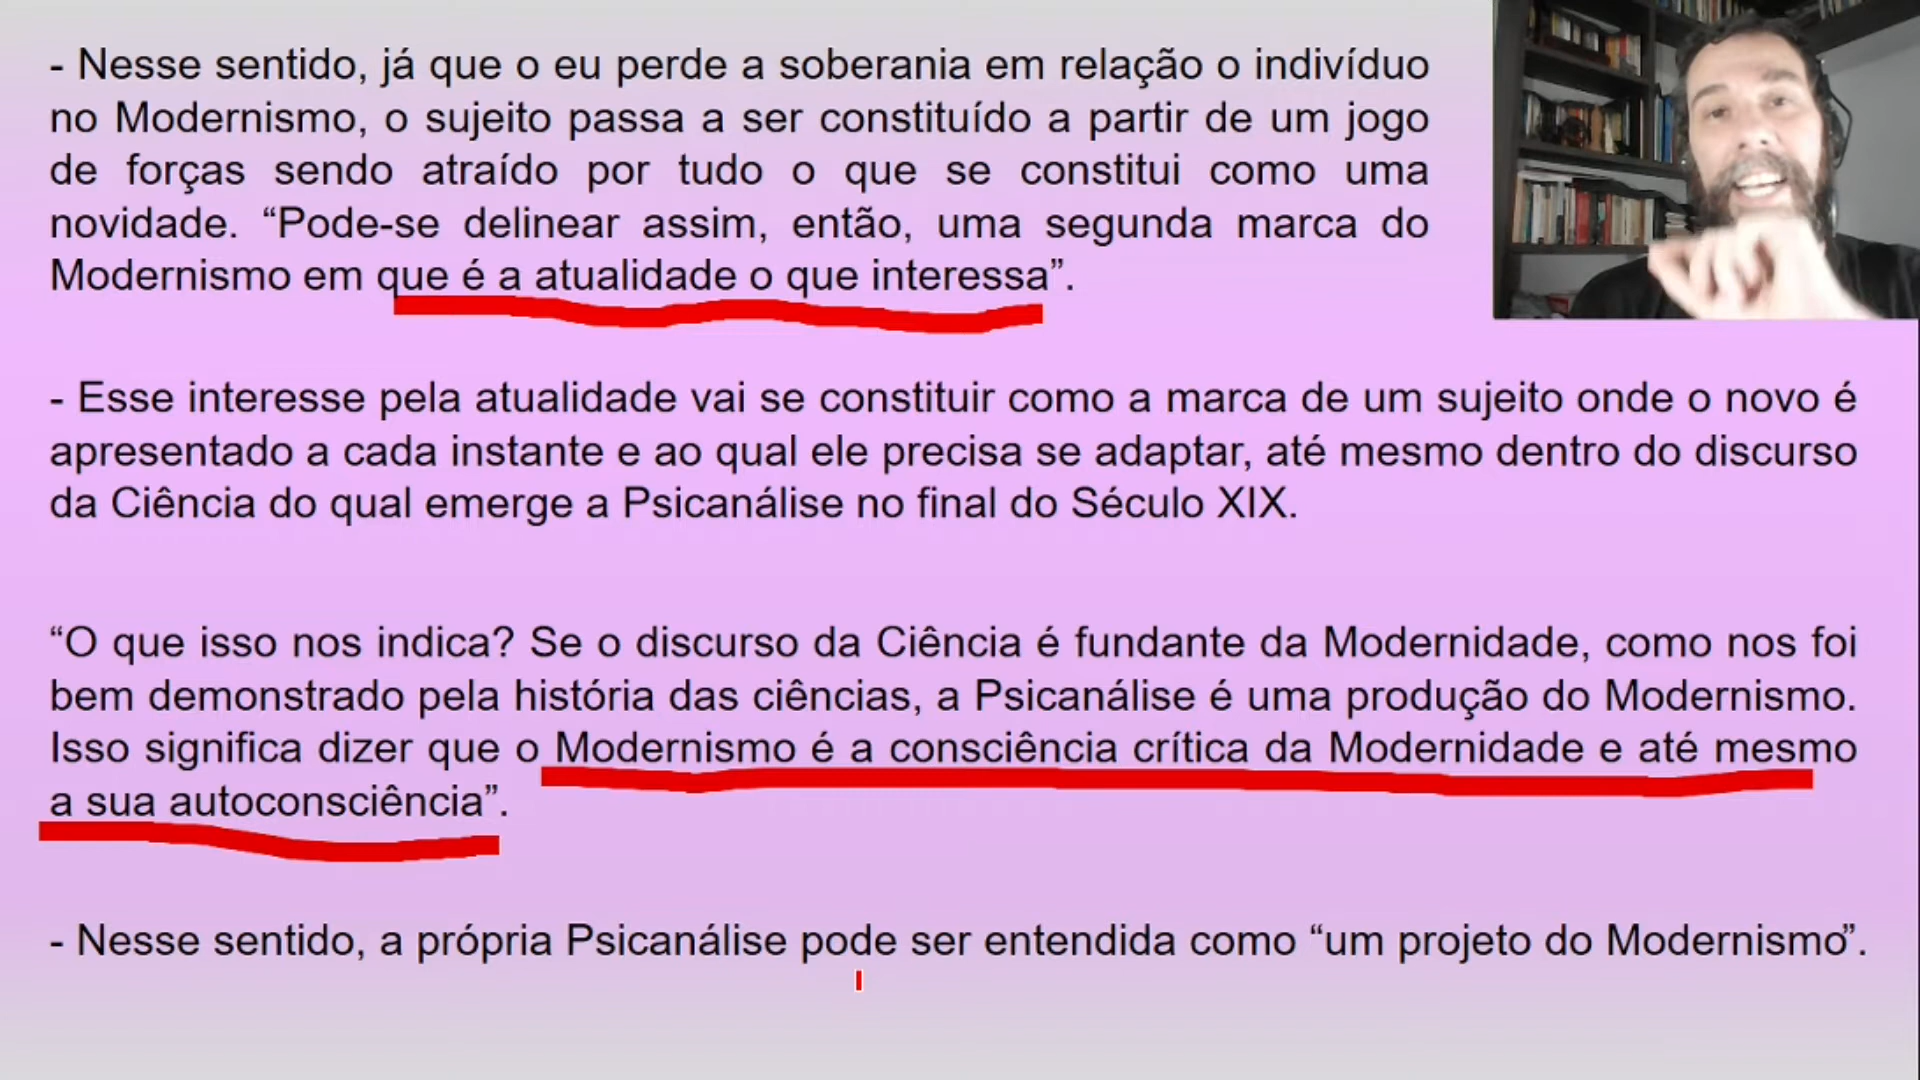 - Nesse sentido, já que o eu perde a soberania em relação o indivíduo
no Modernismo, o sujeito passa a ser constituído a partir de um jogo
de forças sendo atraído por tudo o que se constitui como uma
novidade. “Pode-se delinear assim, então, uma segunda marca do
Modernismo em que é a atualidade o que interessa”.
- Esse interesse pela atualidade vai se constituir como a marca de um sujeito onde o novo é
apresentado a cada instante e ao qual ele precisa se adaptar, até mesmo dentro do discurso
da Ciência do qual emerge a Psicanálise no final do Século XIX.
“O que isso nos indica? Se o discurso da Ciência é fundante da Modernidade, como nos foi
bem demonstrado pela história das ciências, a Psicanálise é uma produção do Modernismo.
Isso significa dizer que o Modernismo é a consciência crítica da Modernidade e até mesmo
a sua autoconsciência”.
- Nesse sentido, a própria Psicanálise pode ser entendida como “um projeto do Modernismo”.